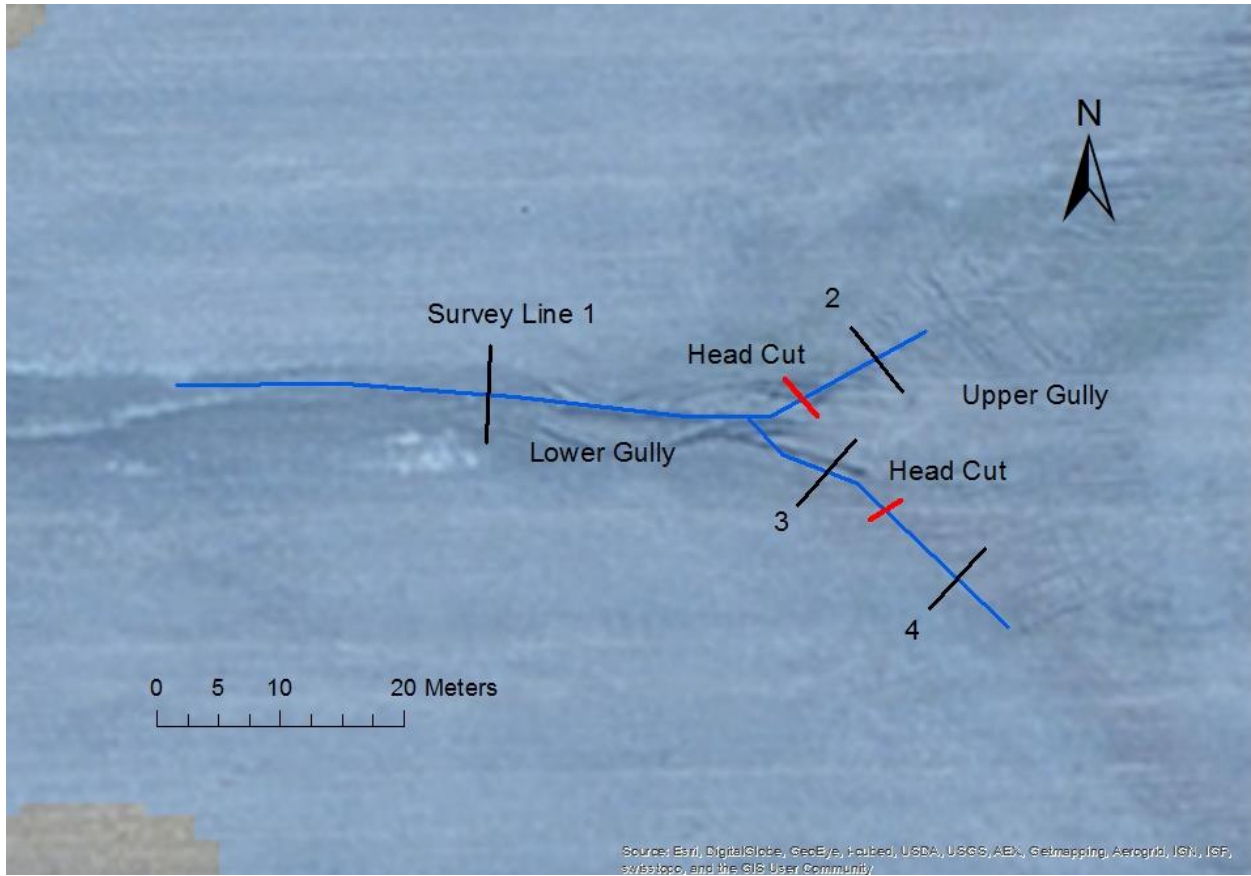 N
2
Survey Line 1
Head Cut
Upper Gully
Lower Gully
Head Cut
3
4
0 5 10 20 Meters
Source: Esri, DigitalGlobe, GeoEye, i-cubed, USDA, USGS, AEX, Getmapping, Aerogrid, IGN, IGP,
swisstopo, and the GIS User Community